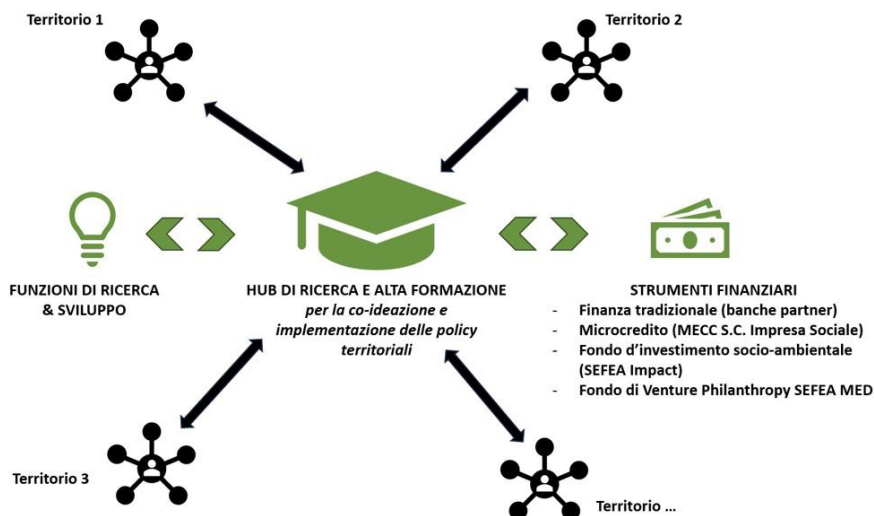 Territorio 1
Territorio 2
FUNZIONI DI RICERCA
& SVILUPPO
HUB DI RICERCA E ALTA FORMAZIONE
per la co-ideazione e
implementazione delle policy
territoriali
STRUMENTI FINANZIARI
- Finanza tradizionale (banche partner)
- Microcredito (MECC S.C. Impresa Sociale)
- Fondo d’investimento socio-ambientale
(SEFEA Impact)
- Fondo di Venture Philanthropy SEFEA MED
Territorio 3
Territorio ...